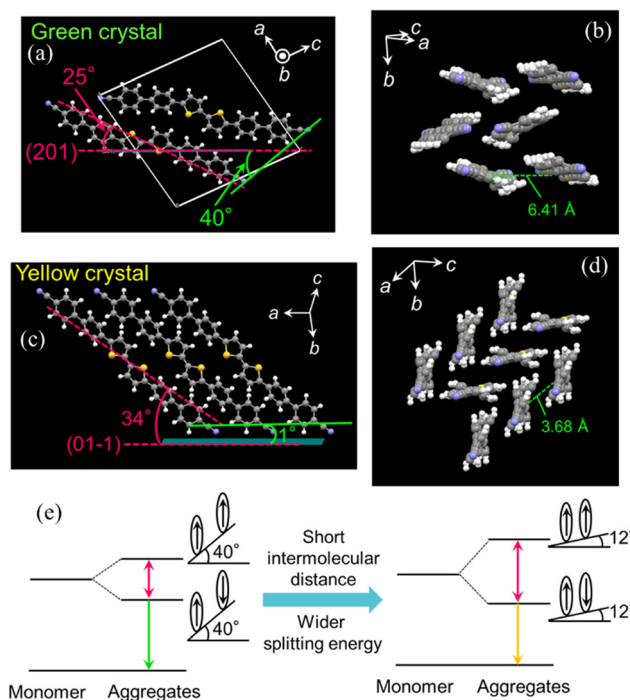 Green crystal
(a)
a
c
b
25°
(201)
40°
(b)
c
a
b
6.41 Å
Yellow crystal
(c)
c
a
b
34°
(01-1)
1°
(d)
a
c
b
3.68 Å
(e)
40°
40°
Monomer
Aggregates
Short
intermolecular
distance
Wider
splitting energy
12°
12°
Monomer
Aggregates